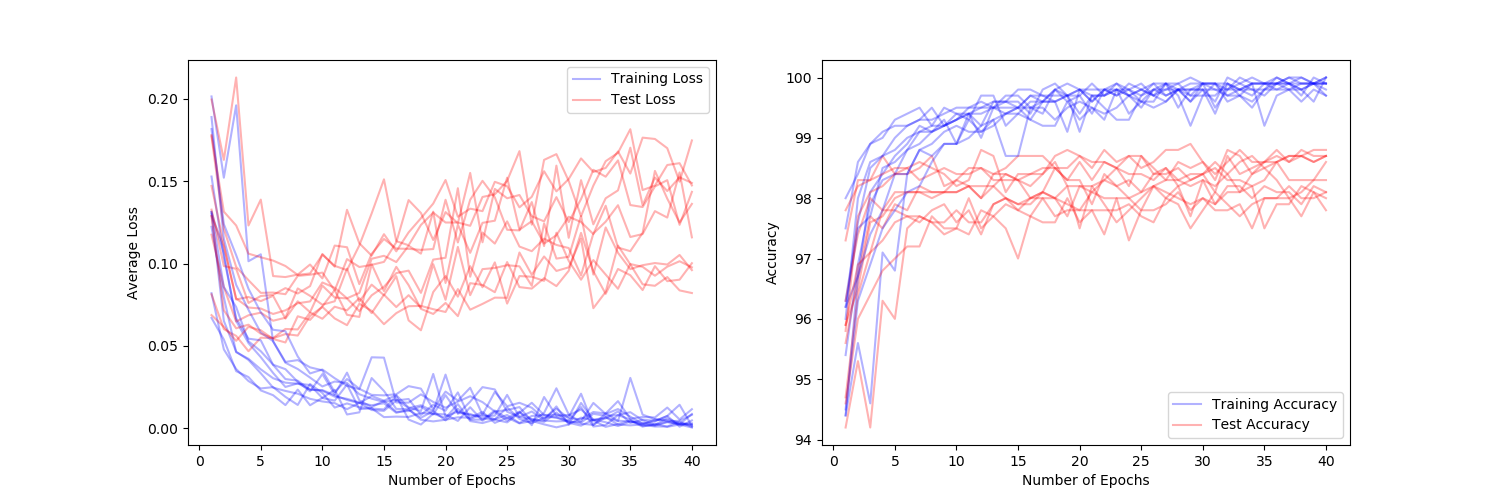 Training Loss
Test Loss
0.20
0.15
0.10
0.05
0.00
Average Loss
0 5 10 15 20 25 30 35 40
Number of Epochs
100
99
98
97
96
95
94
Accuracy
Training Accuracy
Test Accuracy
0 5 10 15 20 25 30 35 40
Number of Epochs